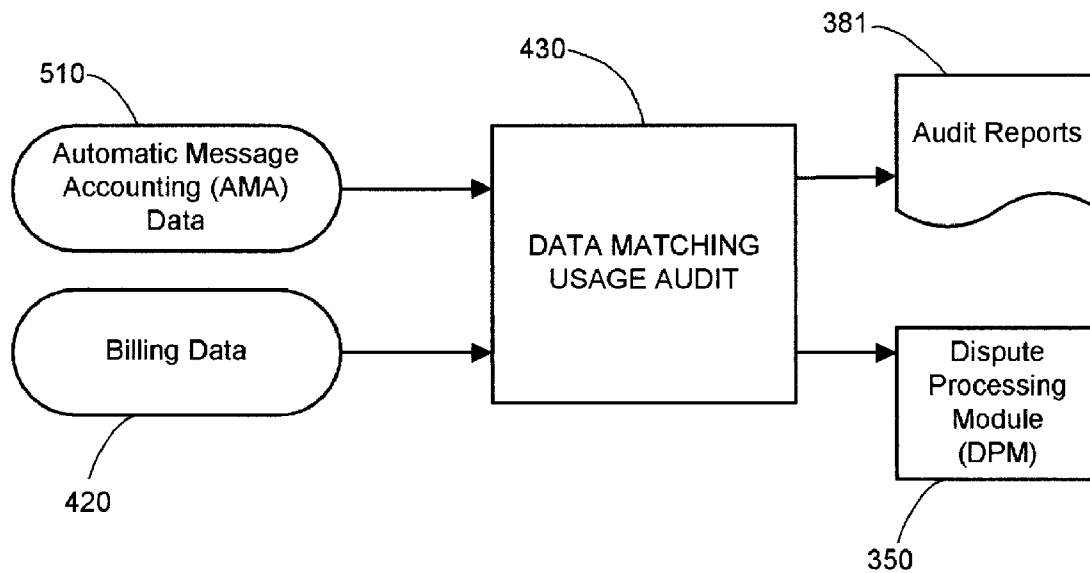 381
430
510
Automatic Message
Accounting (AMA)
Data
Audit Reports
DATA MATCHING
USAGE AUDIT
Billing Data
Dispute
Processing
Module
(DPM)
420
350